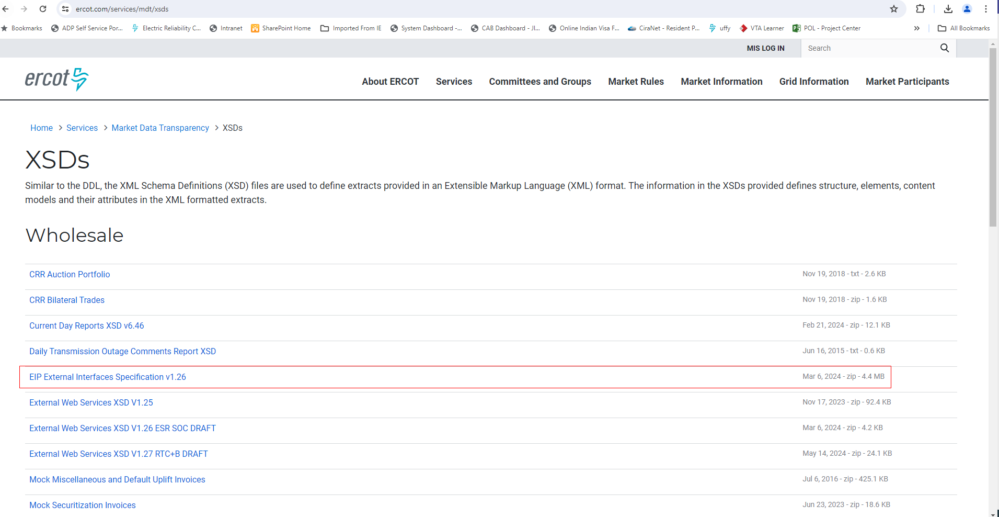 ercot.com/services/mdt/xsds
Bookmarks ADP Self Service Por... Electric Reliability C... Intranet SharePoint Home Imported From IE System Dashboard -... CAB Dashboard - JI... Online Indian Visa F... CiraNet - Resident P... uffy VTA Learner POL - Project Center » All Bookmarks
MIS LOG IN Search
ercot
About ERCOT Services Committees and Groups Market Rules Market Information Grid Information Market Participants
Home > Services > Market Data Transparency > XSDs
XSDs
Similar to the DDL, the XML Schema Definitions (XSD) files are used to define extracts provided in an Extensible Markup Language (XML) format. The information in the XSDs provided defines structure, elements, content
models and their attributes in the XML formatted extracts.
Wholesale
CRR Auction Portfolio Nov 19, 2018 - txt - 2.6 KB
CRR Bilateral Trades Nov 19, 2018 - zip - 1.6 KB
Current Day Reports XSD v6.46 Feb 21, 2024 - zip - 12.1 KB
Daily Transmission Outage Comments Report XSD Jun 16, 2015 - txt - 0.6 KB
EIP External Interfaces Specification v1.26 Mar 6, 2024 - zip - 4.4 MB
External Web Services XSD V1.25 Nov 17, 2023 - zip - 92.4 KB
External Web Services XSD V1.26 ESR SOC DRAFT Mar 6, 2024 - zip - 4.2 KB
External Web Services XSD V1.27 RTC+B DRAFT May 14, 2024 - zip - 24.1 KB
Mock Miscellaneous and Default Uplift Invoices Jul 6, 2016 - zip - 425.1 KB
Mock Securitization Invoices Jun 23, 2023 - zip - 18.6 KB